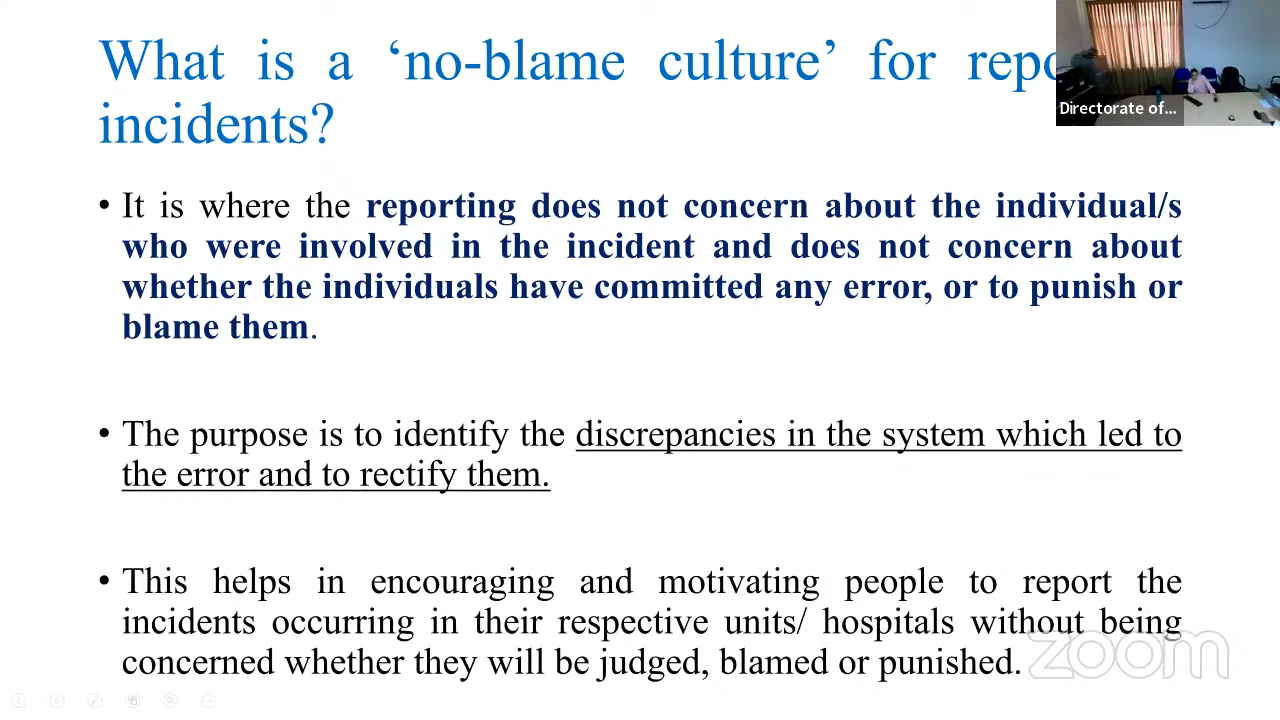 What is a ‘no-blame culture’ for
incidents?
Directorate of...
• It is where the reporting does not concern about the individual/s
who were involved in the incident and does not concern about
whether the individuals have committed any error, or to punish or
blame them.
• The purpose is to identify the discrepancies in the system which led to
the error and to rectify them.
• This helps in encouraging and motivating people to report the
incidents occurring in their respective units/ hospitals without being
concerned whether they will be judged, blamed or punished.
zoom